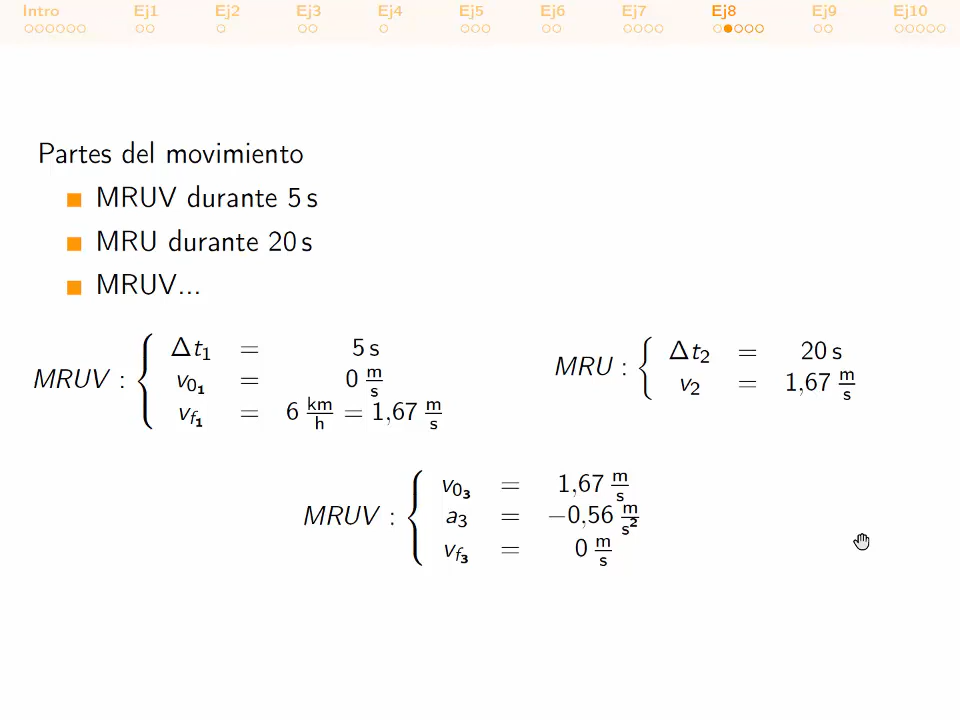 Intro Ej1 Ej2 Ej3 Ej4 Ej5 Ej6 Ej7 Ej8 Ej9 Ej10
Partes del movimiento
MRUV durante 5 s
MRU durante 20 s
MRUV...
MRUV : { Δt₁ = 5 s
v₀₁ = 0 m/s
v_f₁ = 6 km/h = 1,67 m/s
MRU : { Δt₂ = 20 s
v₂ = 1,67 m/s
MRUV : { v₀₃ = 1,67 m/s
a₃ = −0,56 m/s²
v_f₃ = 0 m/s